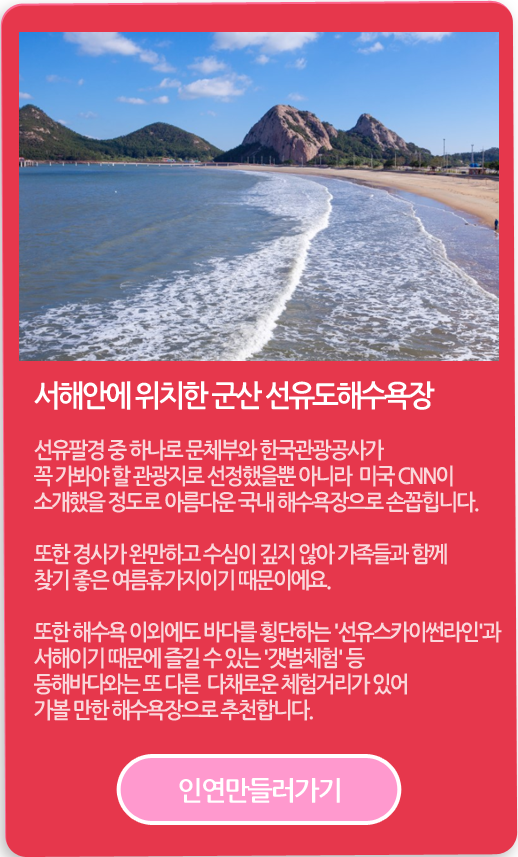 서해안에 위치한 군산 선유도해수욕장
선유팔경 중 하나로 문체부와 한국관광공사가
꼭 가봐야 할 관광지로 선정했을뿐 아니라 미국 CNN이
소개했을 정도로 아름다운 국내 해수욕장으로 손꼽힙니다.
또한 경사가 완만하고 수심이 깊지 않아 가족들과 함께
찾기 좋은 여름휴가지이기 때문이에요.
또한 해수욕 이외에도 바다를 횡단하는 '선유스카이썬라인'과
서해이기 때문에 즐길 수 있는 '갯벌체험' 등
동해바다와는 또 다른 다채로운 체험거리가 있어
가볼 만한 해수욕장으로 추천합니다.
인연만들러가기